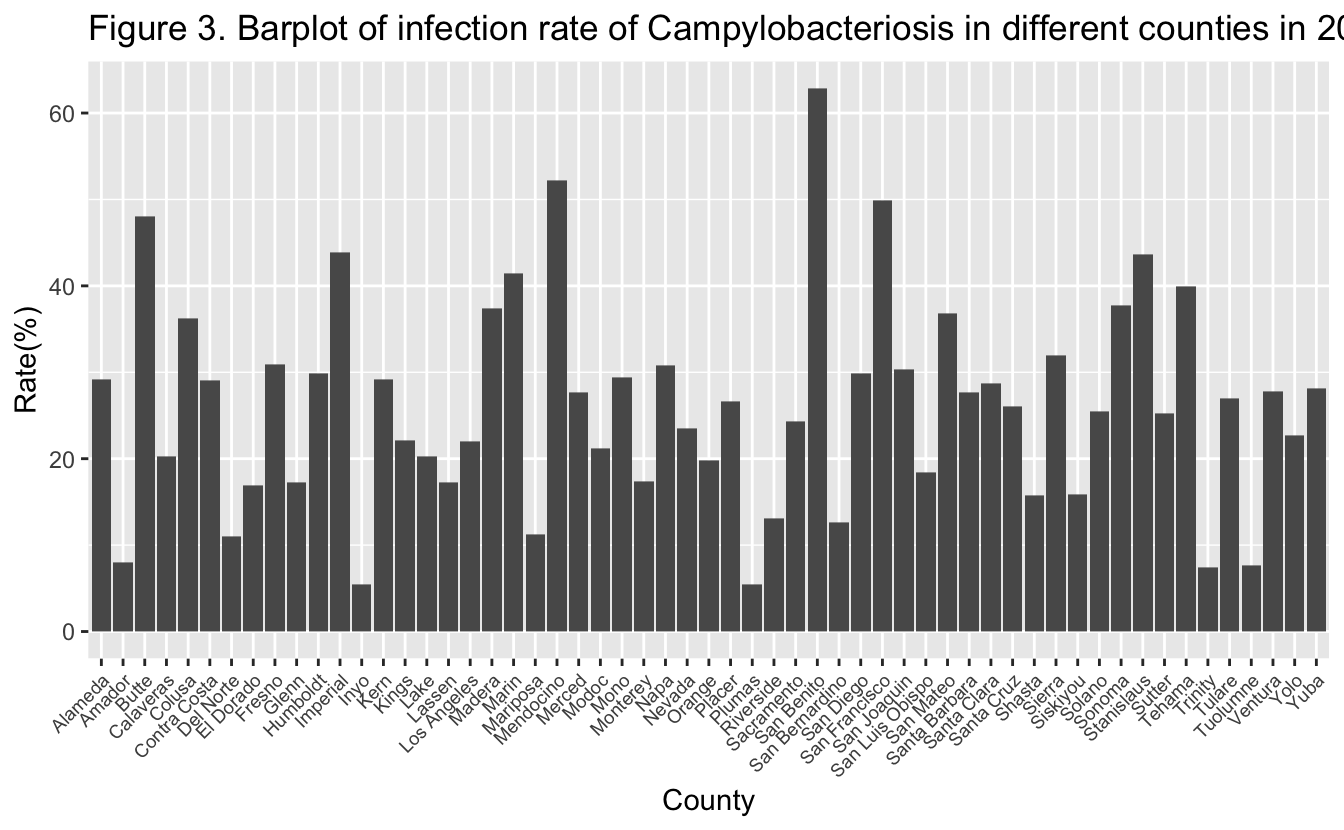 Figure 3. Barplot of infection rate of Campylobacteriosis in different counties in 20
60
40
20
0
Rate(%)
Alameda
Amador
Butte
Calaveras
Colusa
Contra Costa
Del Norte
El Dorado
Fresno
Glenn
Humboldt
Imperial
Inyo
Kern
Kings
Lake
Lassen
Los Angeles
Madera
Marin
Mariposa
Mendocino
Merced
Modoc
Mono
Monterey
Napa
Nevada
Orange
Placer
Plumas
Riverside
Sacramento
San Benito
San Bernardino
San Diego
San Francisco
San Joaquin
San Luis Obispo
San Mateo
Santa Barbara
Santa Clara
Santa Cruz
Shasta
Sierra
Siskiyou
Solano
Sonoma
Stanislaus
Sutter
Tehama
Trinity
Tulare
Tuolumne
Ventura
Yolo
Yuba
County